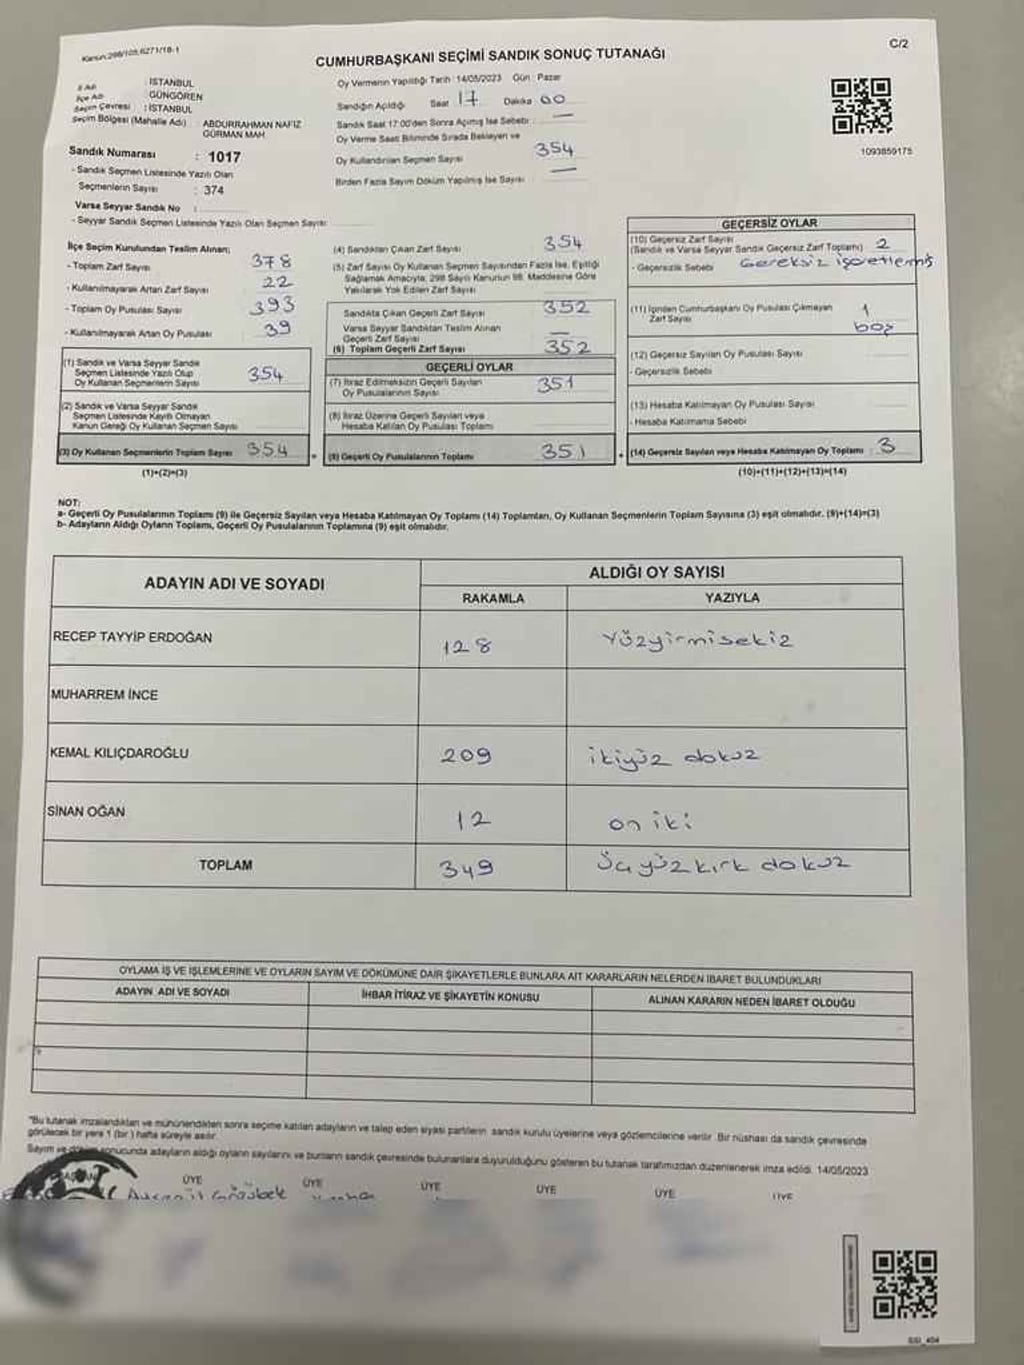 Kanun:298/105;6271/18-1
C/2
CUMHURBAŞKANI SEÇİMİ SANDIK SONUÇ TUTANAĞI
İl Adı : İSTANBUL
İlçe Adı : GÜNGÖREN
Seçim Çevresi : İSTANBUL
Seçim Bölgesi (Mahalle Adı) : ABDURRAHMAN NAFİZ
GÜRMAN MAH.
Sandık Numarası : 1017
- Sandık Seçmen Listesinde Yazılı Olan
Seçmenlerin Sayısı : 374
Varsa Seyyar Sandık No :
- Seyyar Sandık Seçmen Listesinde Yazılı Olan Seçmen Sayısı
Oy Vermenin Yapıldığı Tarih : 14/05/2023 Gün : Pazar
Sandığın Açıldığı Saat 17 Dakika 00
Sandık Saat 17:00'den Sonra Açımış İse Sebebi : —
Oy Verme Saati Bitiminde Sırada Bekleyen ve
Oy Kullandırılan Seçmen Sayısı 354
Birden Fazla Sayım Döküm Yapılmış İse Sayısı —
1093859175
İlçe Seçim Kurulundan Teslim Alınan;
- Toplam Zarf Sayısı 378
- Kullanılmayarak Artan Zarf Sayısı 22
- Toplam Oy Pusulası Sayısı 393
- Kullanılmayarak Artan Oy Pusulası 39
(1) Sandık ve Varsa Seyyar Sandık
Seçmen Listesinde Yazılı Olup
Oy Kullanan Seçmenlerin Sayısı 354
(2) Sandık ve Varsa Seyyar Sandık
Seçmen Listesinde Kayıtlı Olmayan
Kanun Gereği Oy Kullanan Seçmen Sayısı
(3) Oy Kullanan Seçmenlerin Toplam Sayısı 354
(1)+(2)=(3)
(4) Sandıktan Çıkan Zarf Sayısı 354
(5) Zarf Sayısı Oy Kullanan Seçmen Sayısından Fazla İse, Eşitliği
Sağlamak Amacıyla, 298 Sayılı Kanunun 98. Maddesine Göre
Yakılarak Yok Edilen Zarf Sayısı
Sandıkta Çıkan Geçerli Zarf Sayısı 352
Varsa Seyyar Sandıktan Teslim Alınan
Geçerli Zarf Sayısı —
(6) Toplam Geçerli Zarf Sayısı 352
GEÇERLİ OYLAR
(7) İtiraz Edilmeksizin Geçerli Sayılan
Oy Pusulalarının Sayısı 351
(8) İtiraz Üzerine Geçerli Sayılan veya
Hesaba Katılan Oy Pusulası Toplamı
(9) Geçerli Oy Pusulalarının Toplamı 351
GEÇERSİZ OYLAR
(10) Geçersiz Zarf Sayısı
(Sandık ve Varsa Seyyar Sandık Geçersiz Zarf Toplamı) 2
- Geçersizlik Sebebi Gereksiz işaretlenmiş
(11) İçinden Cumhurbaşkanı Oy Pusulası Çıkmayan
Zarf Sayısı 1
boş
(12) Geçersiz Sayılan Oy Pusulası Sayısı
- Geçersizlik Sebebi
(13) Hesaba Katılmayan Oy Pusulası Sayısı
- Hesaba Katılmama Sebebi
(14) Geçersiz Sayılan veya Hesaba Katılmayan Oy Toplamı : 3
(10)+(11)+(12)+(13)=(14)
NOT:
a- Geçerli Oy Pusulalarının Toplamı (9) ile Geçersiz Sayılan veya Hesaba Katılmayan Oy Toplamı (14) Toplamları, Oy Kullanan Seçmenlerin Toplam Sayısına (3) eşit olmalıdır. (9)+(14)=(3)
b- Adayların Aldığı Oyların Toplamı, Geçerli Oy Pusulalarının Toplamına (9) eşit olmalıdır.
ADAYIN ADI VE SOYADI
ALDIĞI OY SAYISI
RAKAMLA YAZIYLA
RECEP TAYYİP ERDOĞAN 128 Yüzyirmisekiz
MUHARREM İNCE
KEMAL KILIÇDAROĞLU 209 ikiyüz dokuz
SİNAN OĞAN 12 on iki
TOPLAM 349 Üçyüzkırk dokuz
OYLAMA İŞ VE İŞLEMLERİNE VE OYLARIN SAYIM VE DÖKÜMÜNE DAİR ŞİKAYETLERLE BUNLARA AİT KARARLARIN NELERDEN İBARET BULUNDUKLARI
ADAYIN ADI VE SOYADI İHBAR İTİRAZ VE ŞİKAYETİN KONUSU ALINAN KARARIN NEDEN İBARET OLDUĞU
"Bu tutanak imzalandıktan ve mühürlendikten sonra seçime katılan adayların ve talep eden siyasi partilerin sandık kurulu üyelerine veya gözlemcilerine verilir. Bir nüshası da sandık çevresinde
görülecek bir yere 1 (bir) hafta süreyle asılır.
Sayım ve döküm sonucunda adayların aldığı oyların sayılarını ve bunların sandık çevresinde bulunanlara duyurulduğunu gösteren bu tutanak tarafımızdan düzenlenerek imza edildi. 14/05/2023
ÜYE ÜYE ÜYE ÜYE ÜYE ÜYE